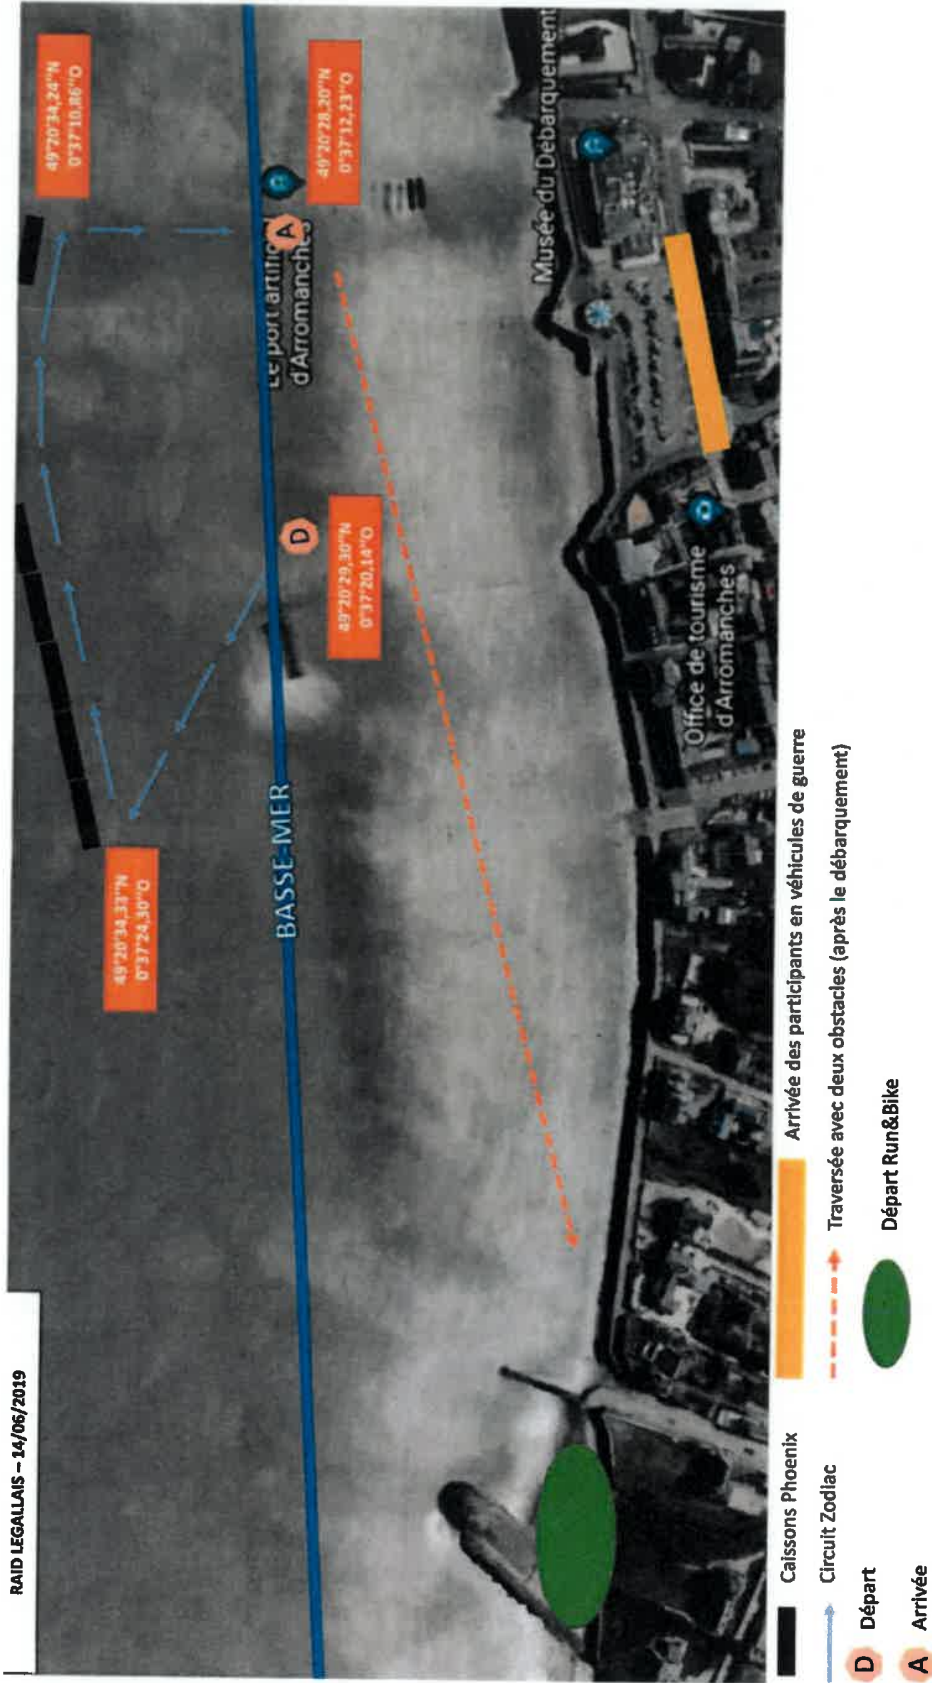 RAID LEGALLAIS – 14/06/2019
49°20'34,33''N
0°37'24,30''O
49°20'34,24''N
0°37'10,86''O
BASSE-MER
D
49°20'29,30''N
0°37'20,14''O
Le port artific
d'Arromanches
A
49°20'28,20''N
0°37'12,23''O
Musée du Débarquement
Office de tourisme
d'Arromanches
Caissons Phoenix
Arrivée des participants en véhicules de guerre
Circuit Zodiac
Traversée avec deux obstacles (après le débarquement)
D Départ
Départ Run&Bike
A Arrivée